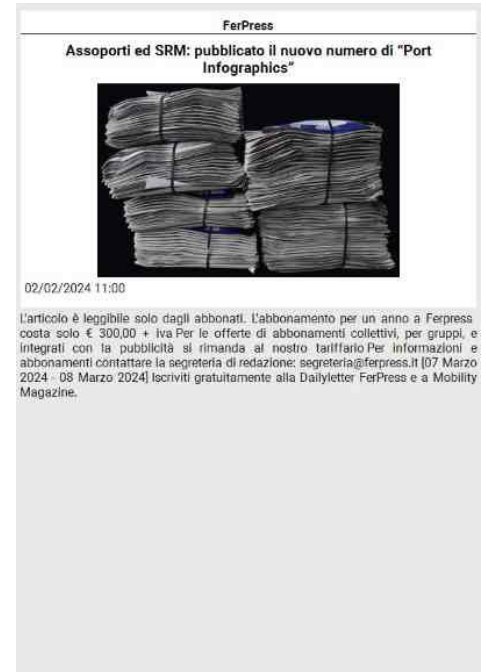 FerPress
Assoporti ed SRM: pubblicato il nuovo numero di “Port
Infographics”
02/02/2024 11:00
L'articolo è leggibile solo dagli abbonati. L'abbonamento per un anno a Ferpress
costa solo € 300,00 + iva Per le offerte di abbonamenti collettivi, per gruppi, e
integrati con la pubblicità si rimanda al nostro tariffario Per informazioni e
abbonamenti contattare la segreteria di redazione: segreteria@ferpress.it [07 Marzo
2024 - 08 Marzo 2024] Iscriviti gratuitamente alla Dailyletter FerPress e a Mobility
Magazine.